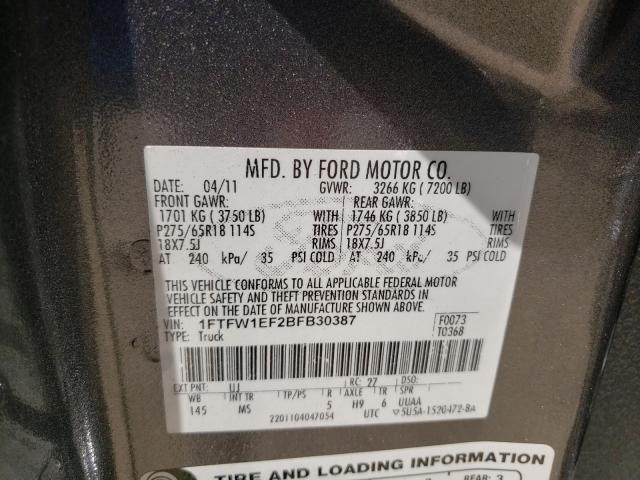 MFD. BY FORD MOTOR CO.
DATE: 04/11 GVWR: 3266 KG ( 7200 LB)
FRONT GAWR: REAR GAWR:
1701 KG ( 3750 LB) WITH 1746 KG ( 3850 LB) WITH
P275/65R18 114S TIRES P275/65R18 114S TIRES
18X7.5J RIMS 18X7.5J RIMS
AT 240 kPa/ 35 PSI COLD AT 240 kPa/ 35 PSI COLD
THIS VEHICLE CONFORMS TO ALL APPLICABLE FEDERAL MOTOR
VEHICLE SAFETY AND THEFT PREVENTION STANDARDS IN
EFFECT ON THE DATE OF MANUFACTURE SHOWN ABOVE.
VIN: 1FTFW1EF2BFB30387 F0073
TYPE: Truck T0368
EXT PNT: UJ RC: 27 DSO:
WB INT TR TP/PS R AXLE TR SPR
145 MS 5 H9 6 UUAA
2201104047054 UTC 5U5A-1520472-BA
TIRE AND LOADING INFORMATION
REAR: 3